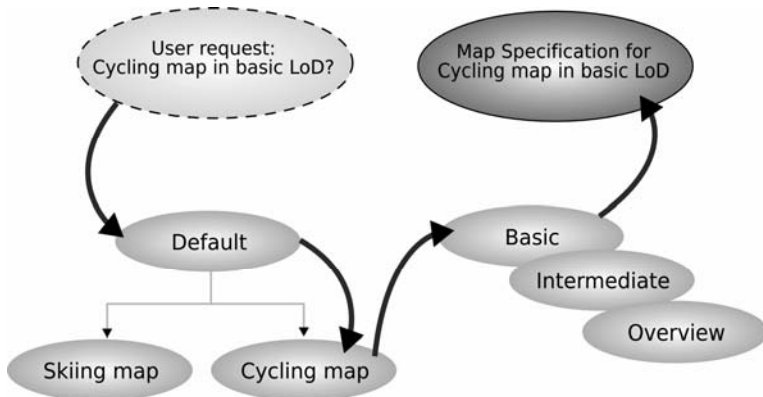 User request:
Cycling map in basic LoD?
Map Specification for
Cycling map in basic LoD
Default
Basic
Intermediate
Overview
Skiing map
Cycling map